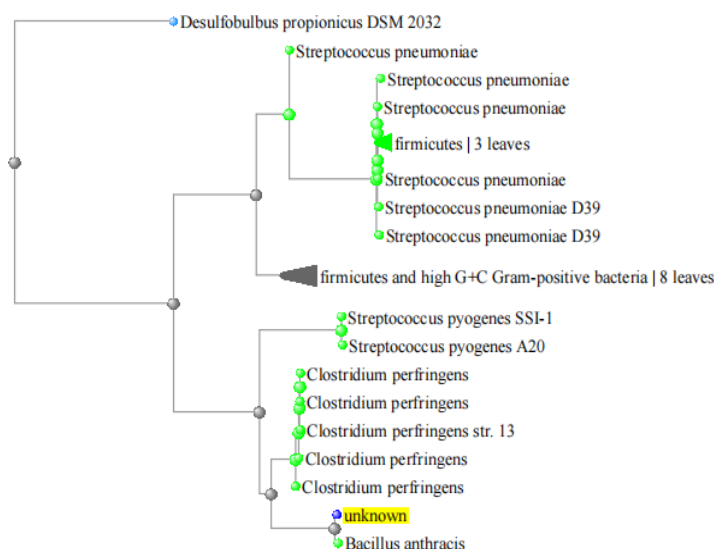 Desulfobulbus propionicus DSM 2032
Streptococcus pneumoniae
Streptococcus pneumoniae
Streptococcus pneumoniae
firmicutes | 3 leaves
Streptococcus pneumoniae
Streptococcus pneumoniae D39
Streptococcus pneumoniae D39
firmicutes and high G+C Gram-positive bacteria | 8 leaves
Streptococcus pyogenes SSI-1
Streptococcus pyogenes A20
Clostridium perfringens
Clostridium perfringens
Clostridium perfringens str. 13
Clostridium perfringens
Clostridium perfringens
unknown
Bacillus anthracis